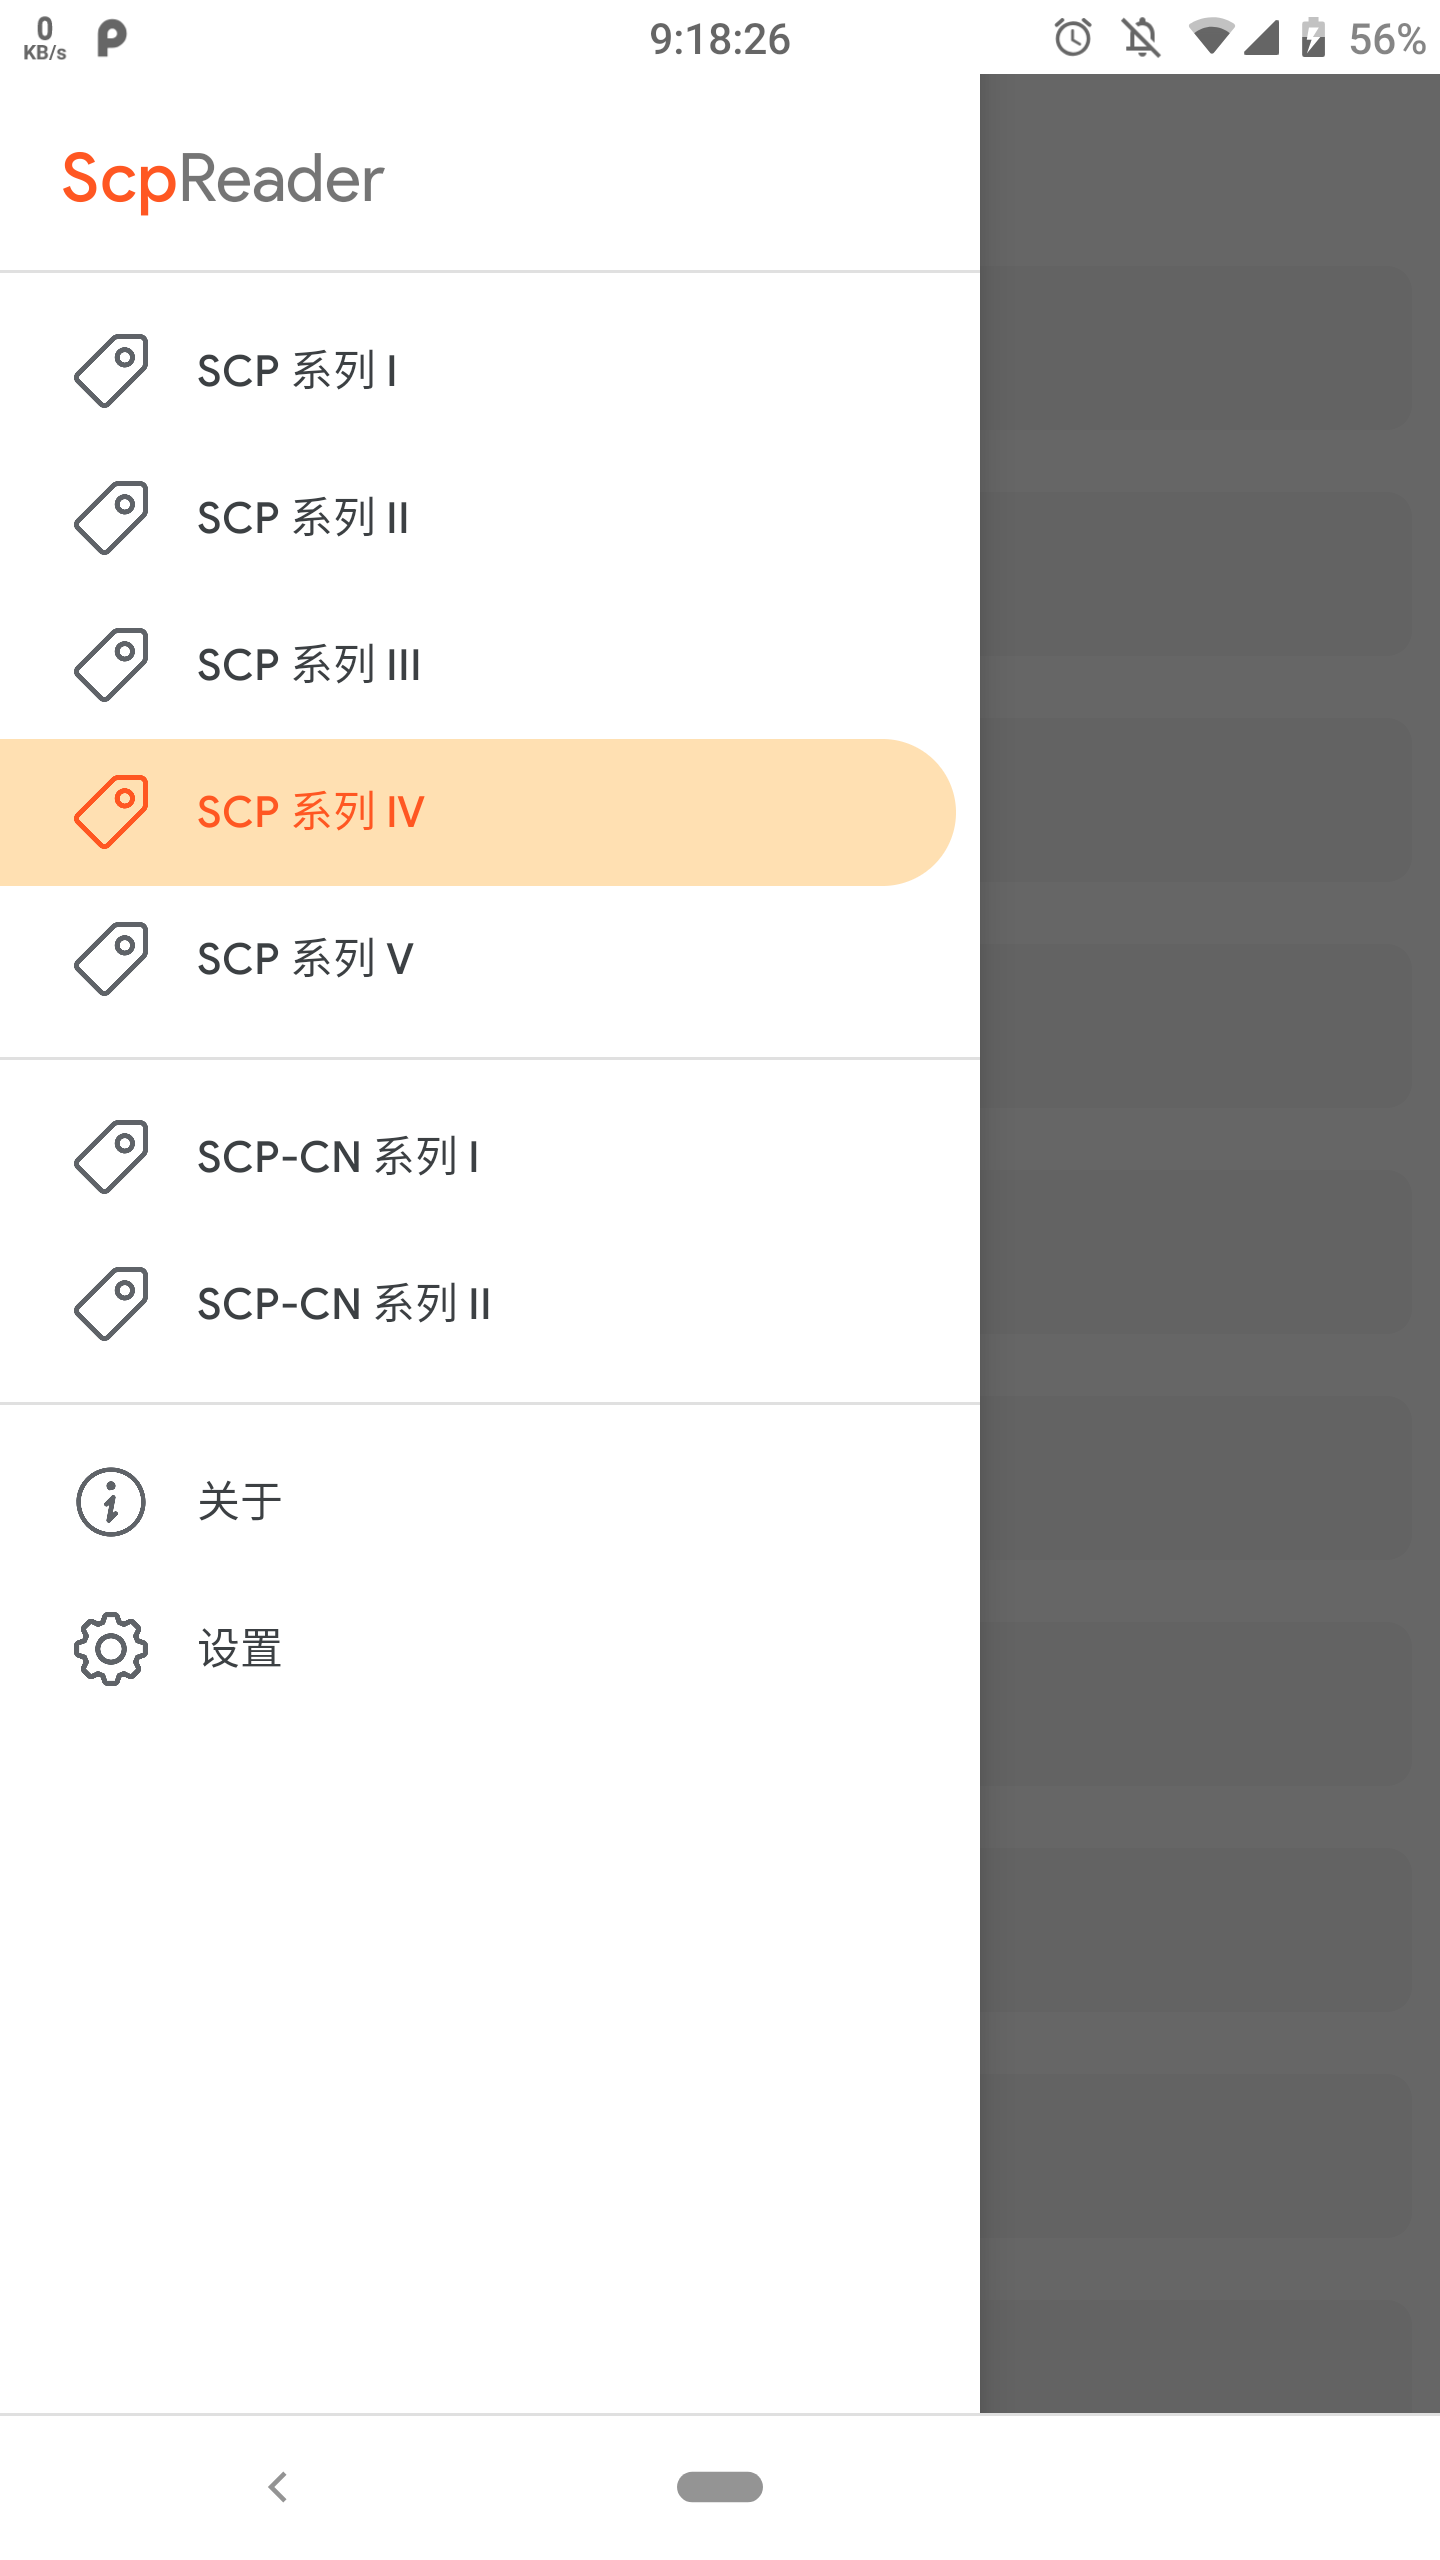 0
KB/s
9:18:26
56%
ScpReader
SCP 系列 I
SCP 系列 II
SCP 系列 III
SCP 系列 IV
SCP 系列 V
SCP-CN 系列 I
SCP-CN 系列 II
关于
设置